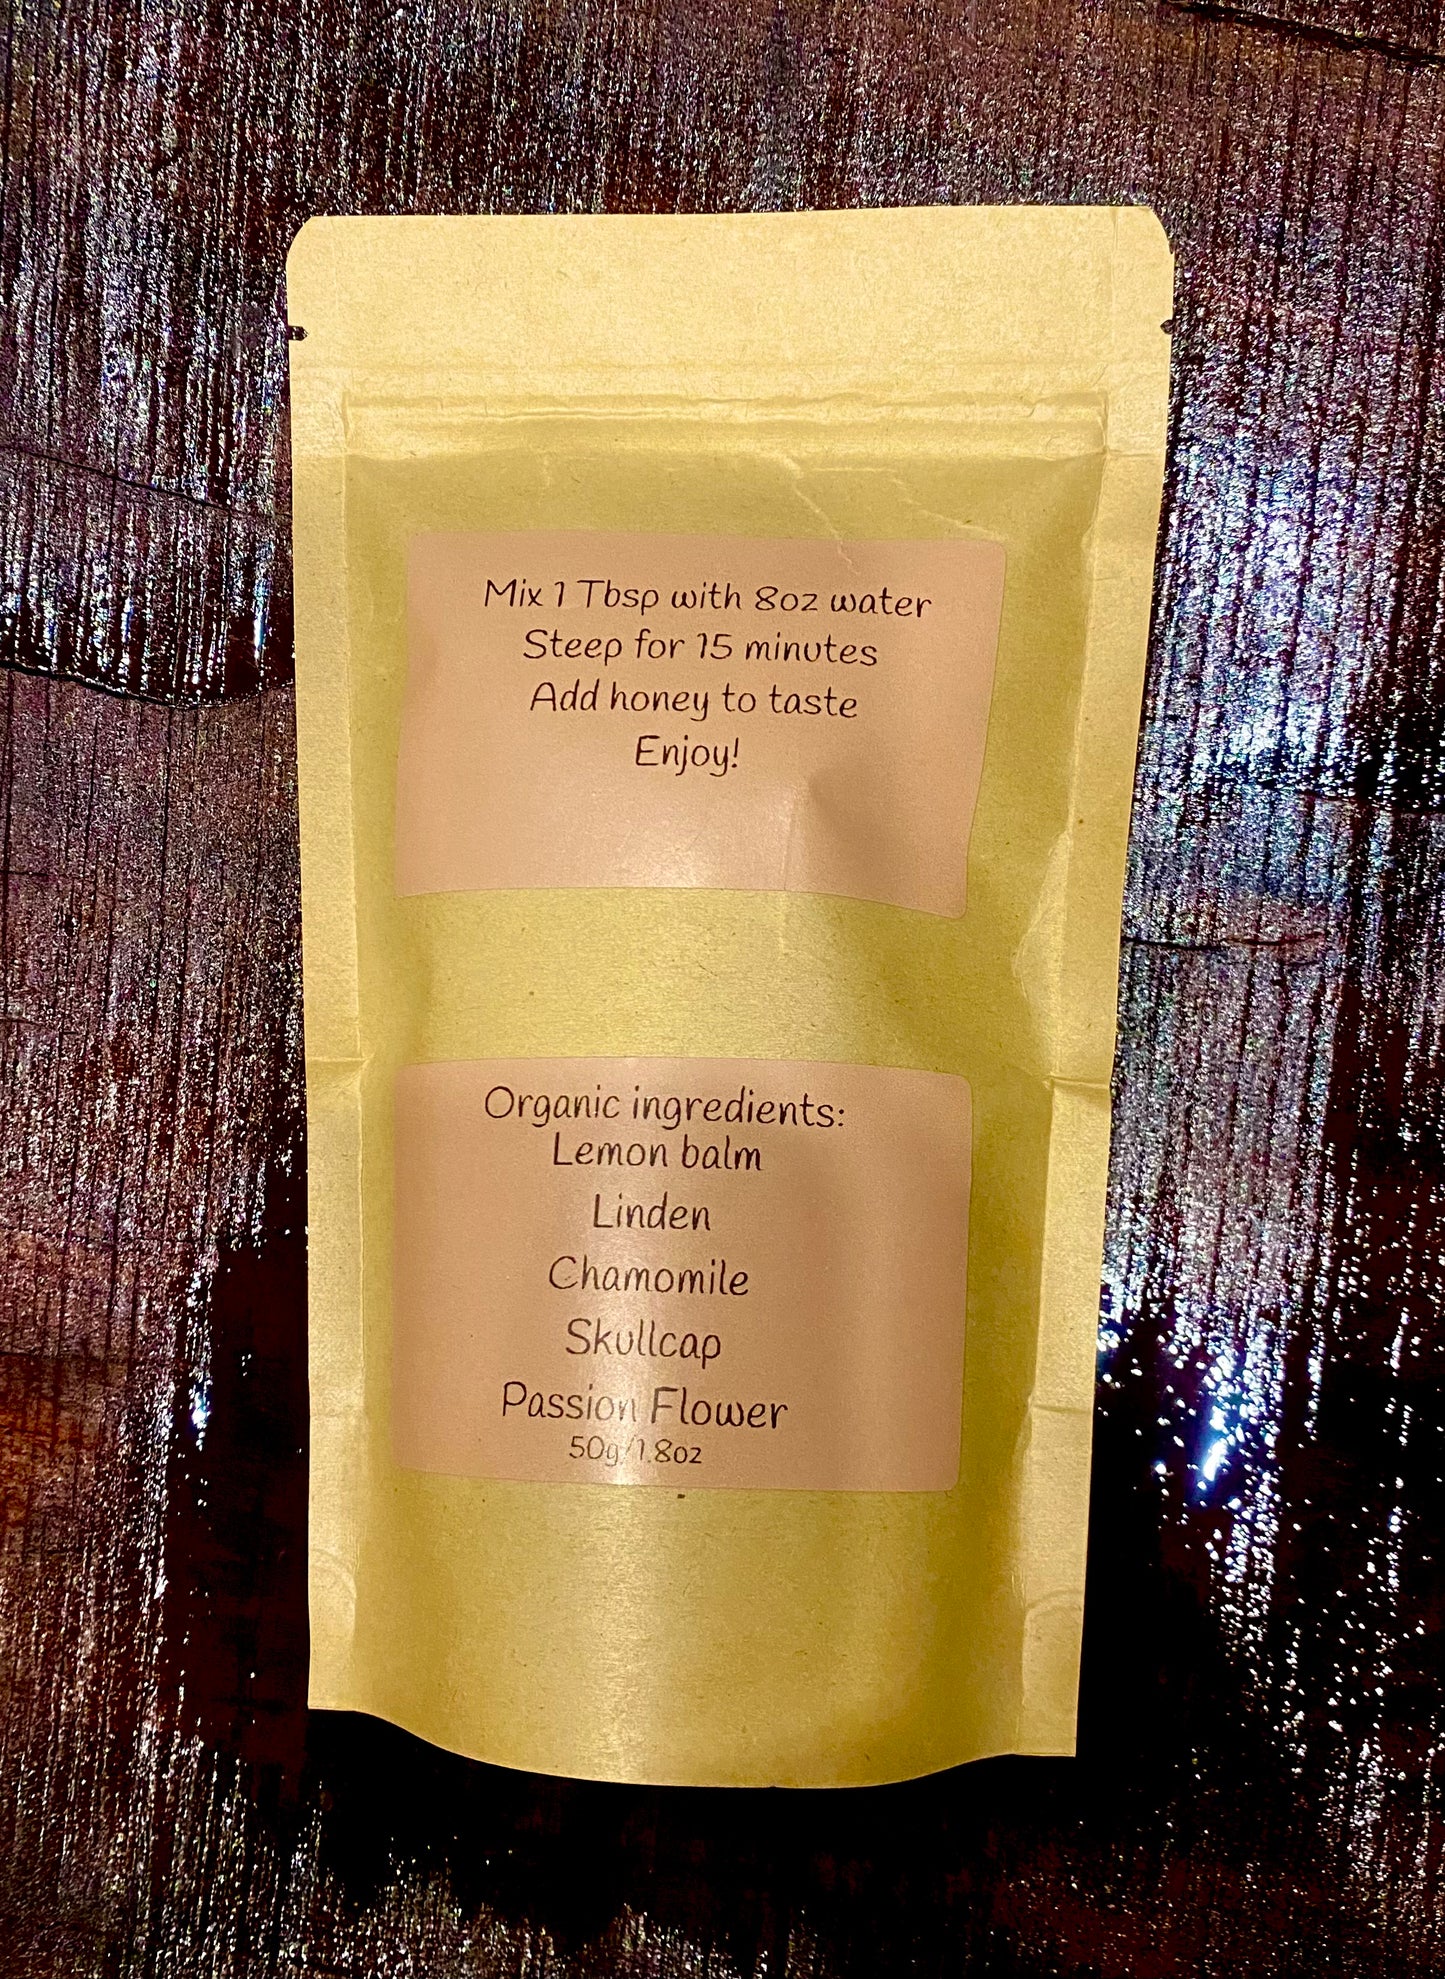 Mix 1 Tbsp with 8oz water
Steep for 15 minutes
Add honey to taste
Enjoy!
Organic ingredients:
Lemon balm
Linden
Chamomile
Skullcap
Passion Flower
50g/1.8oz